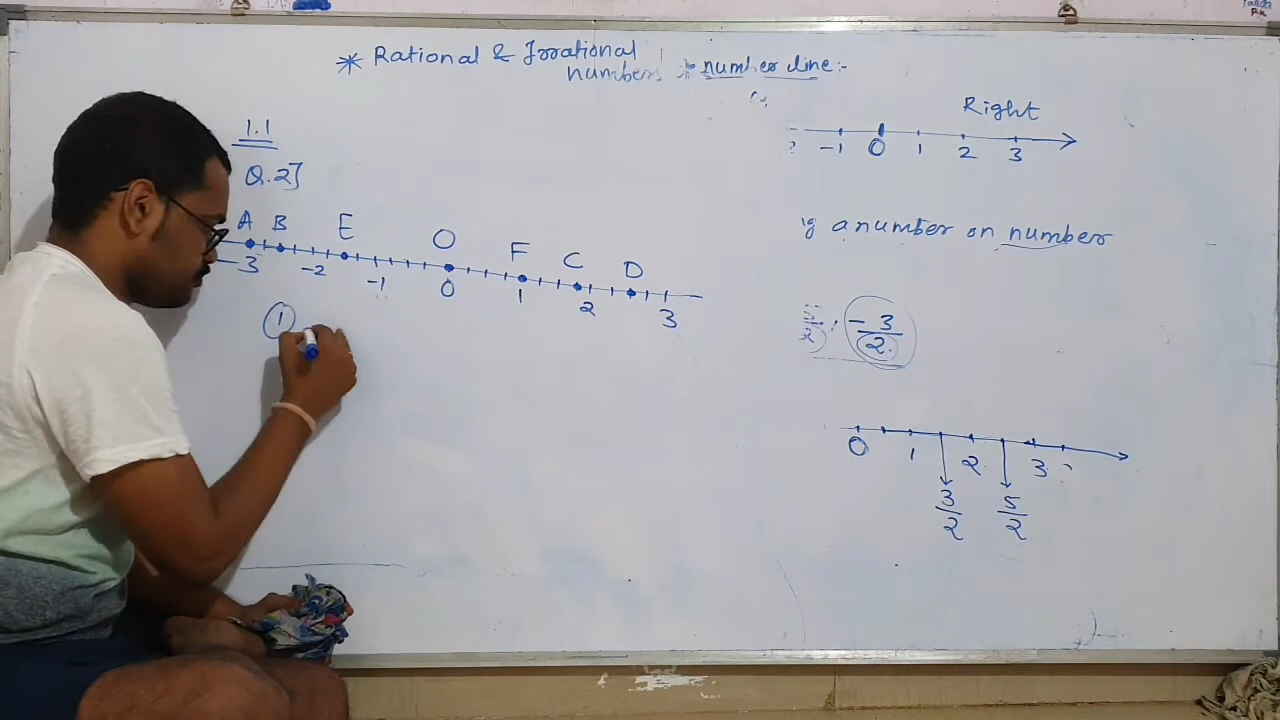 * Rational & Irrational
numbers * number line:-
1.1
Q.2]
A B E O F C D
-3 -2 -1 0 1 2 3
1
Right
-1 0 1 2 3
a number on number
-3
2
0 1 2 3
3
2
5
2